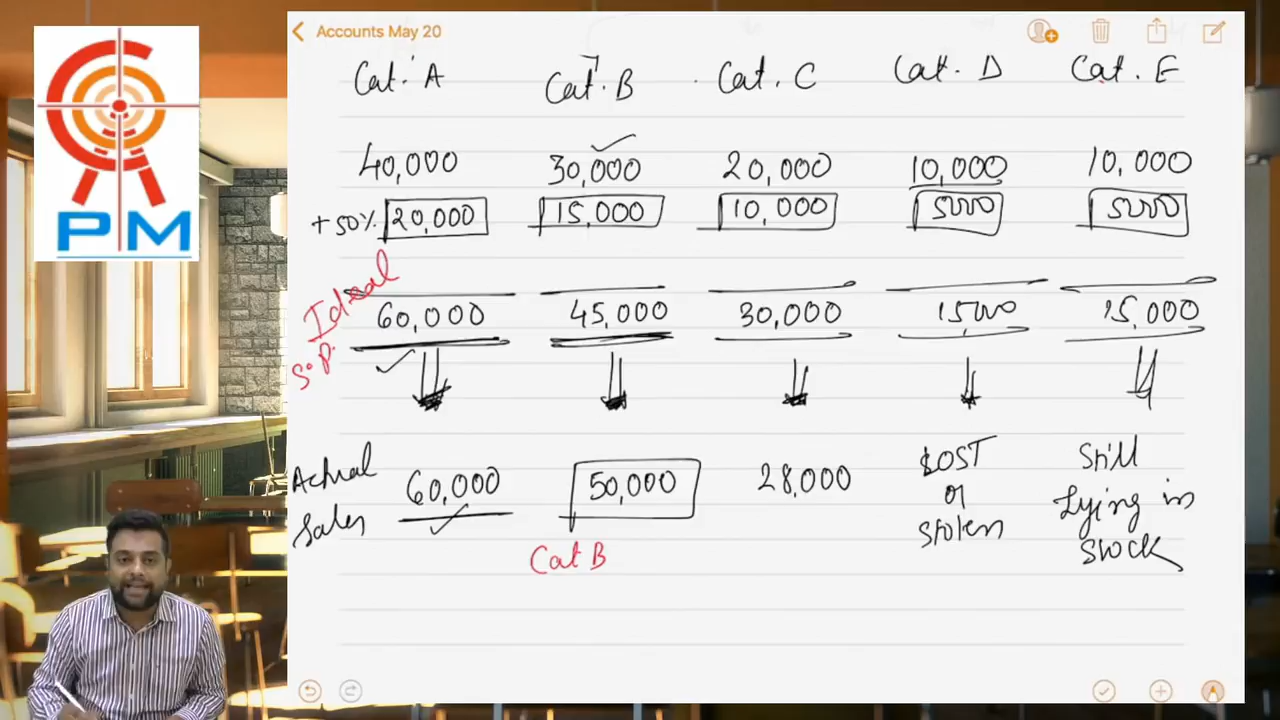 PM
Accounts May 20
Cat. A Cat. B Cat. C Cat. D Cat. E
40,000 30,000 20,000 10,000 10,000
+50% 20,000 15,000 10,000 5000 5000
Ideal
S.P.
60,000 45,000 30,000 15000 15,000
Actual
Sales
60,000 50,000 28,000
LOST
or
stolen
Still
Lying in
Stock
Cat B